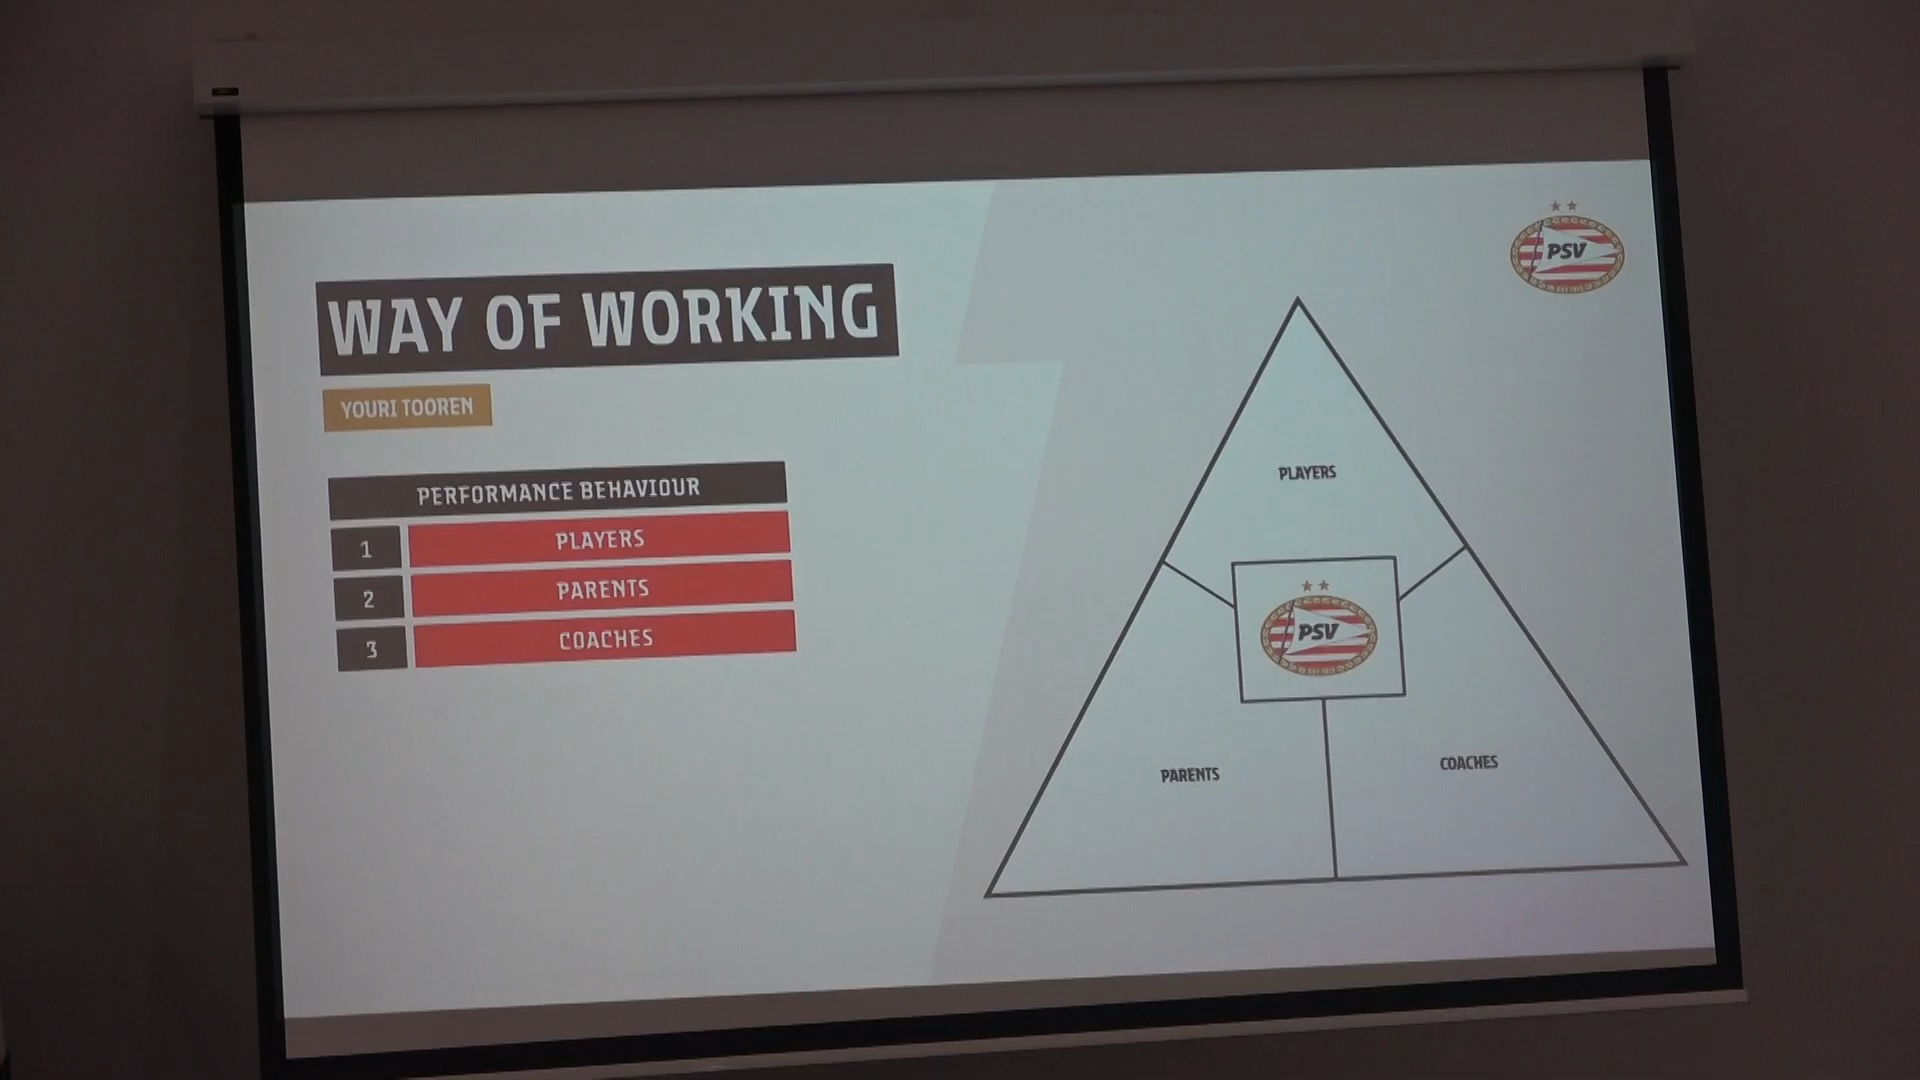 PSV
WAY OF WORKING
YOURI TOOREN
PERFORMANCE BEHAVIOUR
1 PLAYERS
2 PARENTS
3 COACHES
PLAYERS
PSV
PARENTS
COACHES